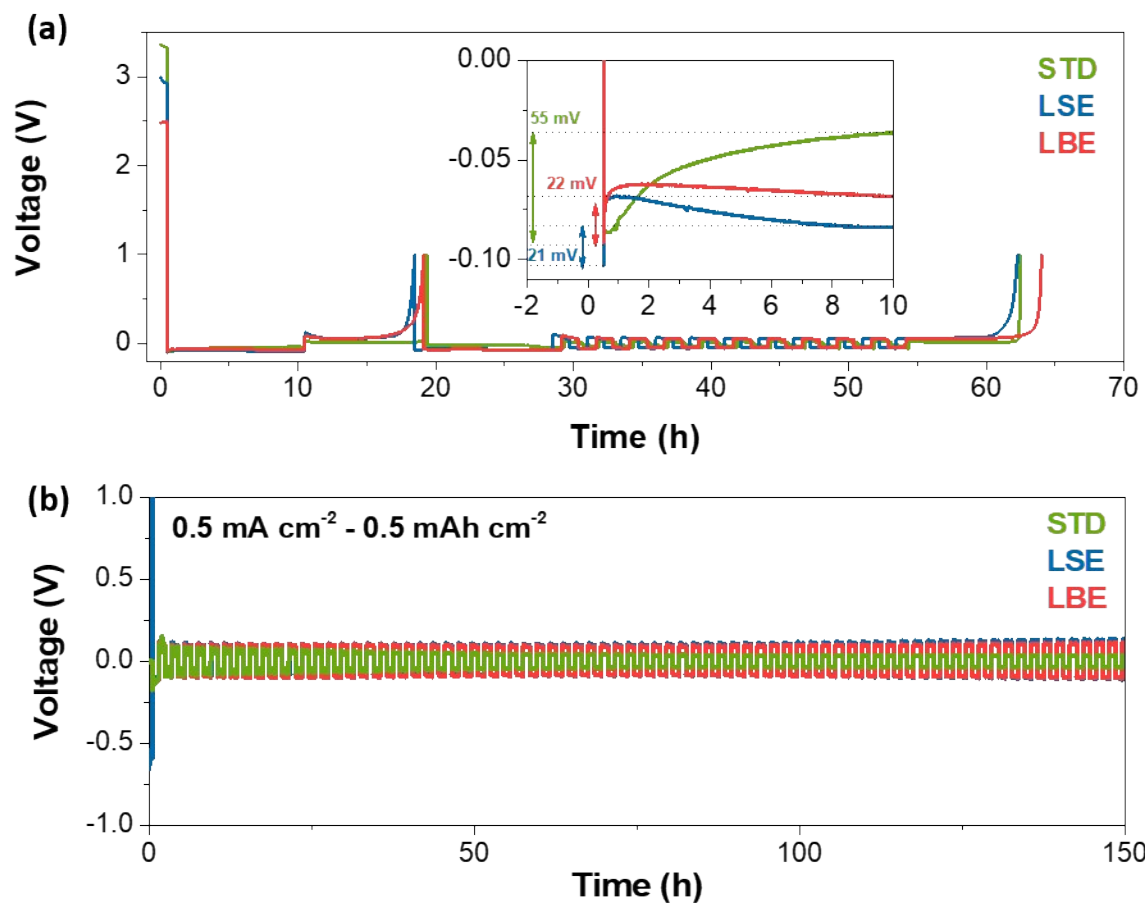 (a)
Voltage (V)
3
2
1
0
STD
LSE
LBE
0.00
-0.05
-0.10
55 mV
22 mV
21 mV
-2 0 2 4 6 8 10
0 10 20 30 40 50 60 70
Time (h)
(b)
Voltage (V)
1.0
0.5
0.0
-0.5
-1.0
0.5 mA cm⁻² - 0.5 mAh cm⁻²
STD
LSE
LBE
0 50 100 150
Time (h)